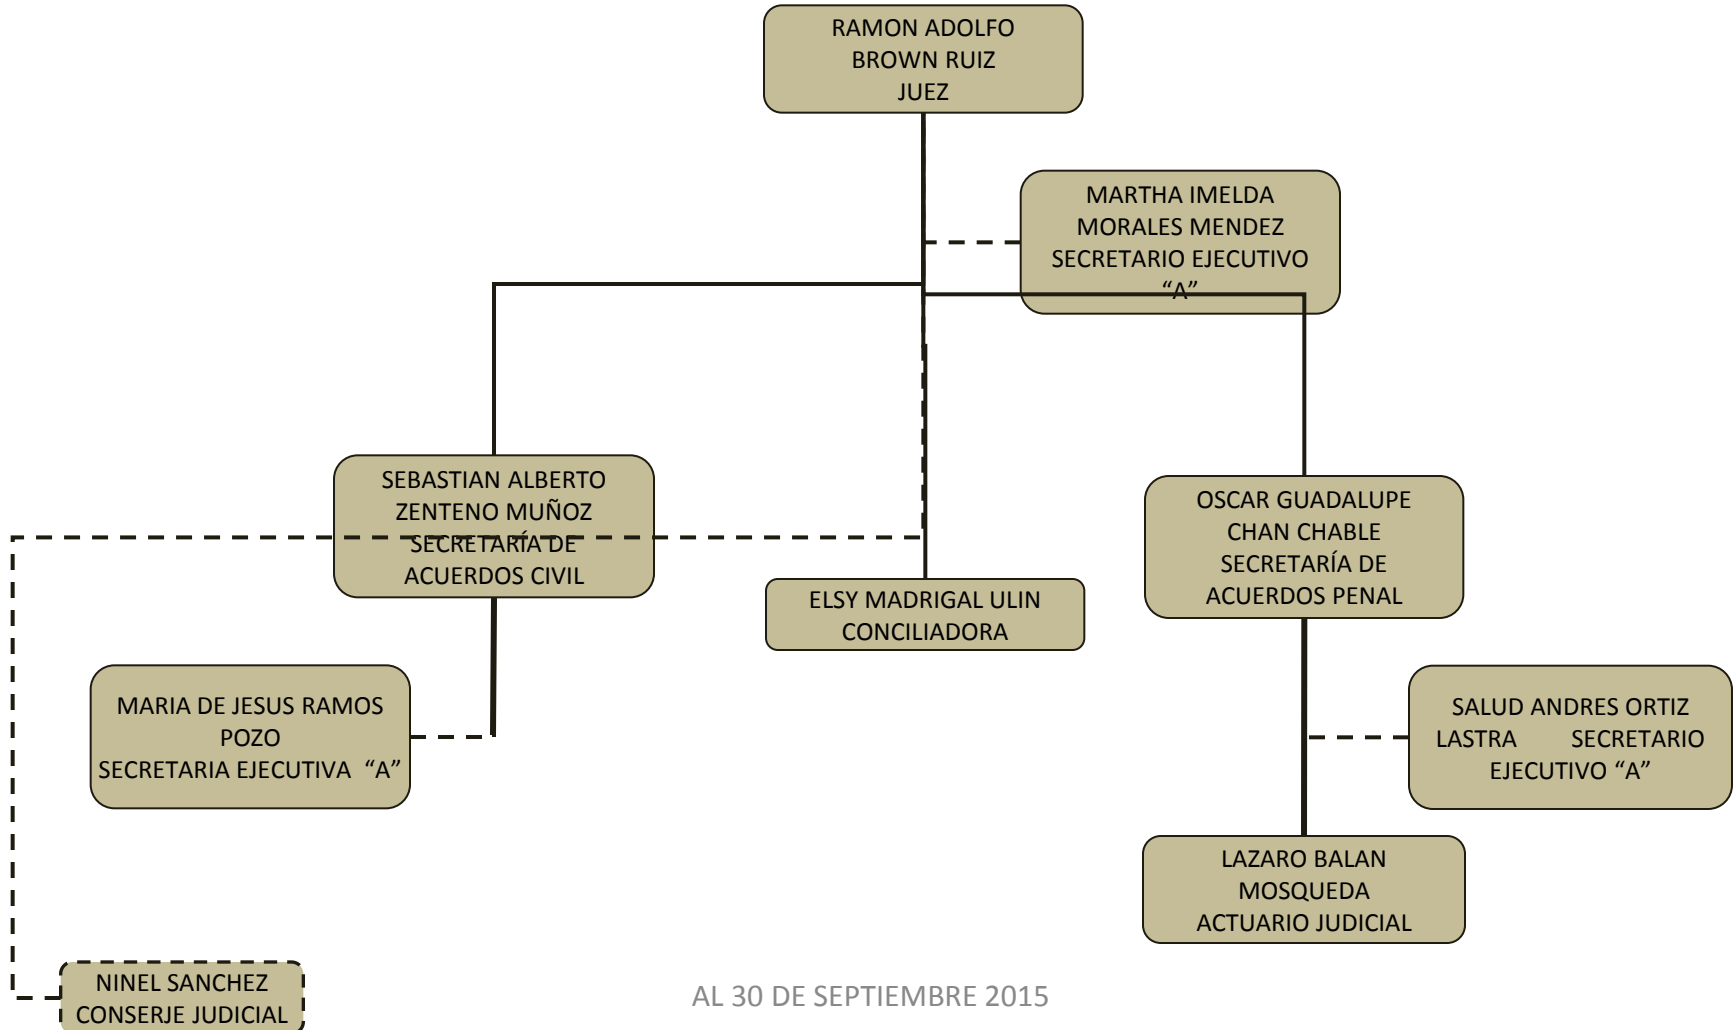 RAMON ADOLFO
BROWN RUIZ
JUEZ
MARTHA IMELDA
MORALES MENDEZ
SECRETARIO EJECUTIVO
“A”
SEBASTIAN ALBERTO
ZENTENO MUÑOZ
SECRETARÍA DE
ACUERDOS CIVIL
ELSY MADRIGAL ULIN
CONCILIADORA
OSCAR GUADALUPE
CHAN CHABLE
SECRETARÍA DE
ACUERDOS PENAL
MARIA DE JESUS RAMOS
POZO
SECRETARIA EJECUTIVA “A”
SALUD ANDRES ORTIZ
LASTRA SECRETARIO
EJECUTIVO “A”
LAZARO BALAN
MOSQUEDA
ACTUARIO JUDICIAL
NINEL SANCHEZ
CONSERJE JUDICIAL
AL 30 DE SEPTIEMBRE 2015